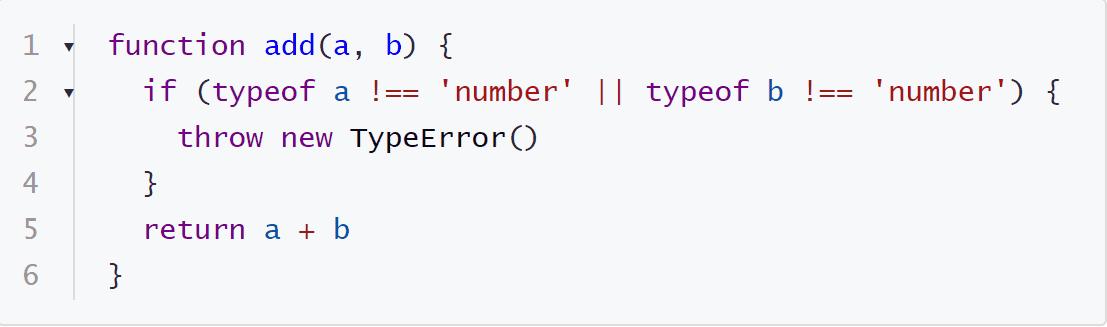 1 ▾ function add(a, b) {
2 ▾   if (typeof a !== 'number' || typeof b !== 'number') {
3       throw new TypeError()
4     }
5     return a + b
6   }